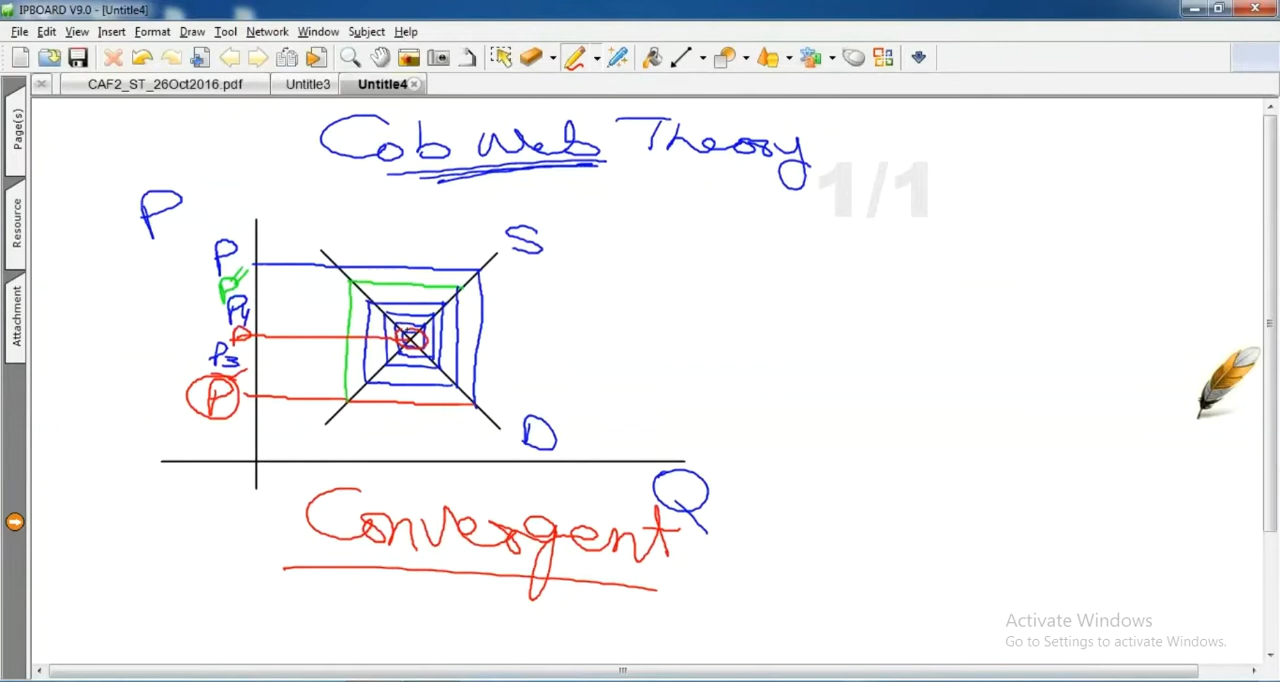 IPBOARD V9.0 - [Untitle4]
File Edit View Insert Format Draw Tool Network Window Subject Help
CAF2_ST_26Oct2016.pdf Untitle3 Untitle4
Page(s)
Resource
Attachment
Cob Web Theory
1/1
P
S
P
P
P4
P
P3
P
D
Q
Convergent
Activate Windows
Go to Settings to activate Windows.